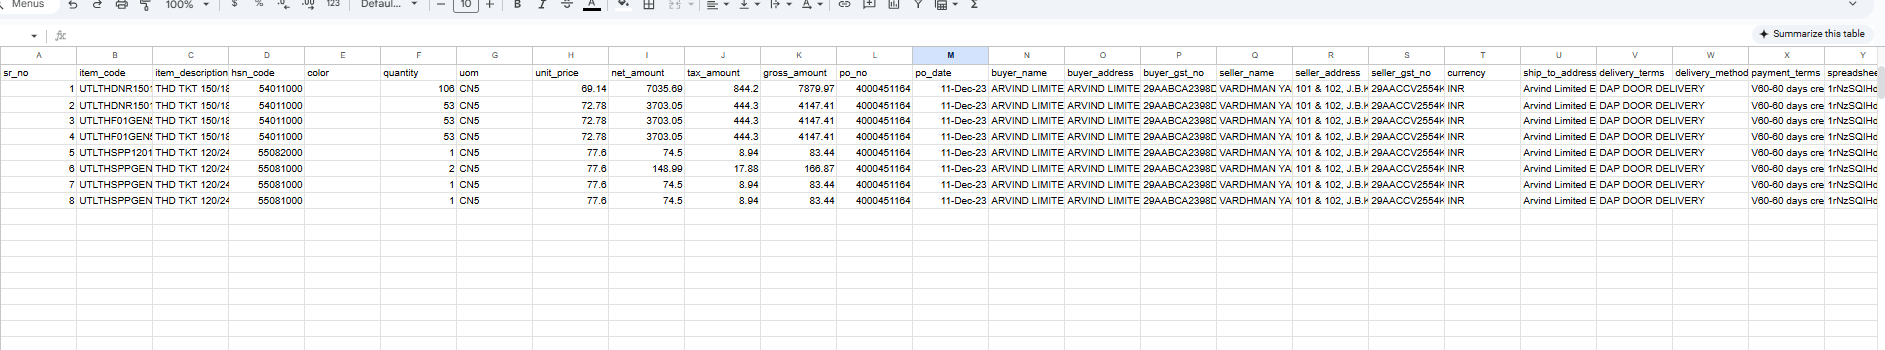 Menus 100% $ % .0 .00 123 Defaul... − 10 + B I A Σ
fx Summarize this table
A B C D E F G H I J K L M N O P Q R S T U V W X Y
sr_no item_code item_description hsn_code color quantity uom unit_price net_amount tax_amount gross_amount po_no po_date buyer_name buyer_address buyer_gst_no seller_name seller_address seller_gst_no currency ship_to_address delivery_terms delivery_method payment_terms spreadshee
1 UTLTHDNR150 THD TKT 150/18 54011000 106 CN5 69.14 7035.69 844.2 7879.97 4000451164 11-Dec-23 ARVIND LIMITE ARVIND LIMITE 29AABCA2398D VARDHMAN YA 101 & 102, J.B.K 29AACCV2554K INR Arvind Limited E DAP DOOR DELIVERY V60-60 days cre 1rNzSQIHd
2 UTLTHDNR150 THD TKT 150/18 54011000 53 CN5 72.78 3703.05 444.3 4147.41 4000451164 11-Dec-23 ARVIND LIMITE ARVIND LIMITE 29AABCA2398D VARDHMAN YA 101 & 102, J.B.K 29AACCV2554K INR Arvind Limited E DAP DOOR DELIVERY V60-60 days cre 1rNzSQIHd
3 UTLTHF01GEN THD TKT 150/18 54011000 53 CN5 72.78 3703.05 444.3 4147.41 4000451164 11-Dec-23 ARVIND LIMITE ARVIND LIMITE 29AABCA2398D VARDHMAN YA 101 & 102, J.B.K 29AACCV2554K INR Arvind Limited E DAP DOOR DELIVERY V60-60 days cre 1rNzSQIHd
4 UTLTHF01GEN THD TKT 150/18 54011000 53 CN5 72.78 3703.05 444.3 4147.41 4000451164 11-Dec-23 ARVIND LIMITE ARVIND LIMITE 29AABCA2398D VARDHMAN YA 101 & 102, J.B.K 29AACCV2554K INR Arvind Limited E DAP DOOR DELIVERY V60-60 days cre 1rNzSQIHd
5 UTLTHSPP1201 THD TKT 120/24 55082000 1 CN5 77.6 74.5 8.94 83.44 4000451164 11-Dec-23 ARVIND LIMITE ARVIND LIMITE 29AABCA2398D VARDHMAN YA 101 & 102, J.B.K 29AACCV2554K INR Arvind Limited E DAP DOOR DELIVERY V60-60 days cre 1rNzSQIHd
6 UTLTHSPPGEN THD TKT 120/24 55081000 2 CN5 77.6 148.99 17.88 166.87 4000451164 11-Dec-23 ARVIND LIMITE ARVIND LIMITE 29AABCA2398D VARDHMAN YA 101 & 102, J.B.K 29AACCV2554K INR Arvind Limited E DAP DOOR DELIVERY V60-60 days cre 1rNzSQIHd
7 UTLTHSPPGEN THD TKT 120/24 55081000 1 CN5 77.6 74.5 8.94 83.44 4000451164 11-Dec-23 ARVIND LIMITE ARVIND LIMITE 29AABCA2398D VARDHMAN YA 101 & 102, J.B.K 29AACCV2554K INR Arvind Limited E DAP DOOR DELIVERY V60-60 days cre 1rNzSQIHd
8 UTLTHSPPGEN THD TKT 120/24 55081000 1 CN5 77.6 74.5 8.94 83.44 4000451164 11-Dec-23 ARVIND LIMITE ARVIND LIMITE 29AABCA2398D VARDHMAN YA 101 & 102, J.B.K 29AACCV2554K INR Arvind Limited E DAP DOOR DELIVERY V60-60 days cre 1rNzSQIHd